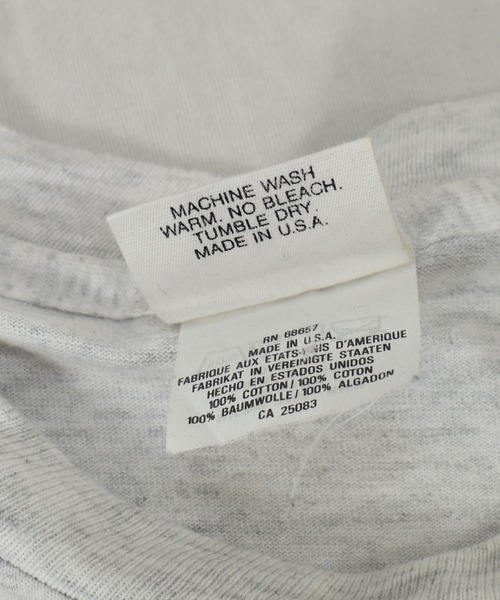 MACHINE WASH
WARM. NO BLEACH.
TUMBLE DRY.
MADE IN U.S.A.
RN 68657
MADE IN U.S.A.
FABRIQUE AUX ETATS-UNIS D'AMERIQUE
FABRIKAT IN VEREINIGTE STAATEN
HECHO EN ESTADOS UNIDOS
100% COTTON/100% COTON
100% BAUMWOLLE/100% ALGADON
CA 25083